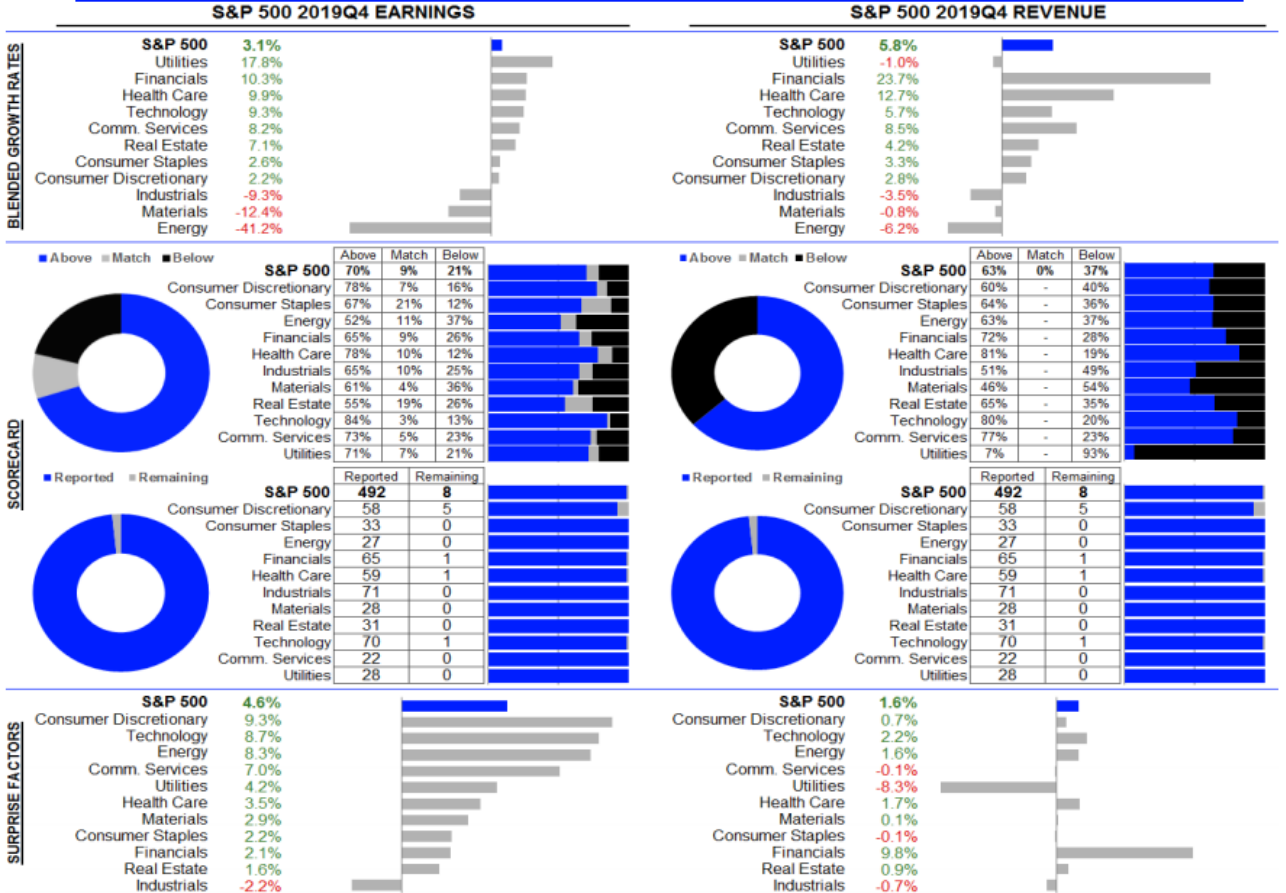 S&P 500 2019Q4 EARNINGS
S&P 500 2019Q4 REVENUE
BLENDED GROWTH RATES
S&P 500 3.1%
Utilities 17.8%
Financials 10.3%
Health Care 9.9%
Technology 9.3%
Comm. Services 8.2%
Real Estate 7.1%
Consumer Staples 2.6%
Consumer Discretionary 2.2%
Industrials -9.3%
Materials -12.4%
Energy -41.2%
S&P 500 5.8%
Utilities -1.0%
Financials 23.7%
Health Care 12.7%
Technology 5.7%
Comm. Services 8.5%
Real Estate 4.2%
Consumer Staples 3.3%
Consumer Discretionary 2.8%
Industrials -3.5%
Materials -0.8%
Energy -6.2%
SCORECARD
Above Match Below
Above Match Below
S&P 500 70% 9% 21%
Consumer Discretionary 78% 7% 16%
Consumer Staples 67% 21% 12%
Energy 52% 11% 37%
Financials 65% 9% 26%
Health Care 78% 10% 12%
Industrials 65% 10% 25%
Materials 61% 4% 36%
Real Estate 55% 19% 26%
Technology 84% 3% 13%
Comm. Services 73% 5% 23%
Utilities 71% 7% 21%
Above Match Below
Above Match Below
S&P 500 63% 0% 37%
Consumer Discretionary 60% - 40%
Consumer Staples 64% - 36%
Energy 63% - 37%
Financials 72% - 28%
Health Care 81% - 19%
Industrials 51% - 49%
Materials 46% - 54%
Real Estate 65% - 35%
Technology 80% - 20%
Comm. Services 77% - 23%
Utilities 7% - 93%
Reported Remaining
Reported Remaining
S&P 500 492 8
Consumer Discretionary 58 5
Consumer Staples 33 0
Energy 27 0
Financials 65 1
Health Care 59 1
Industrials 71 0
Materials 28 0
Real Estate 31 0
Technology 70 1
Comm. Services 22 0
Utilities 28 0
Reported Remaining
Reported Remaining
S&P 500 492 8
Consumer Discretionary 58 5
Consumer Staples 33 0
Energy 27 0
Financials 65 1
Health Care 59 1
Industrials 71 0
Materials 28 0
Real Estate 31 0
Technology 70 1
Comm. Services 22 0
Utilities 28 0
SURPRISE FACTORS
S&P 500 4.6%
Consumer Discretionary 9.3%
Technology 8.7%
Energy 8.3%
Comm. Services 7.0%
Utilities 4.2%
Health Care 3.5%
Materials 2.9%
Consumer Staples 2.2%
Financials 2.1%
Real Estate 1.6%
Industrials -2.2%
S&P 500 1.6%
Consumer Discretionary 0.7%
Technology 2.2%
Energy 1.6%
Comm. Services -0.1%
Utilities -8.3%
Health Care 1.7%
Materials 0.1%
Consumer Staples -0.1%
Financials 9.8%
Real Estate 0.9%
Industrials -0.7%